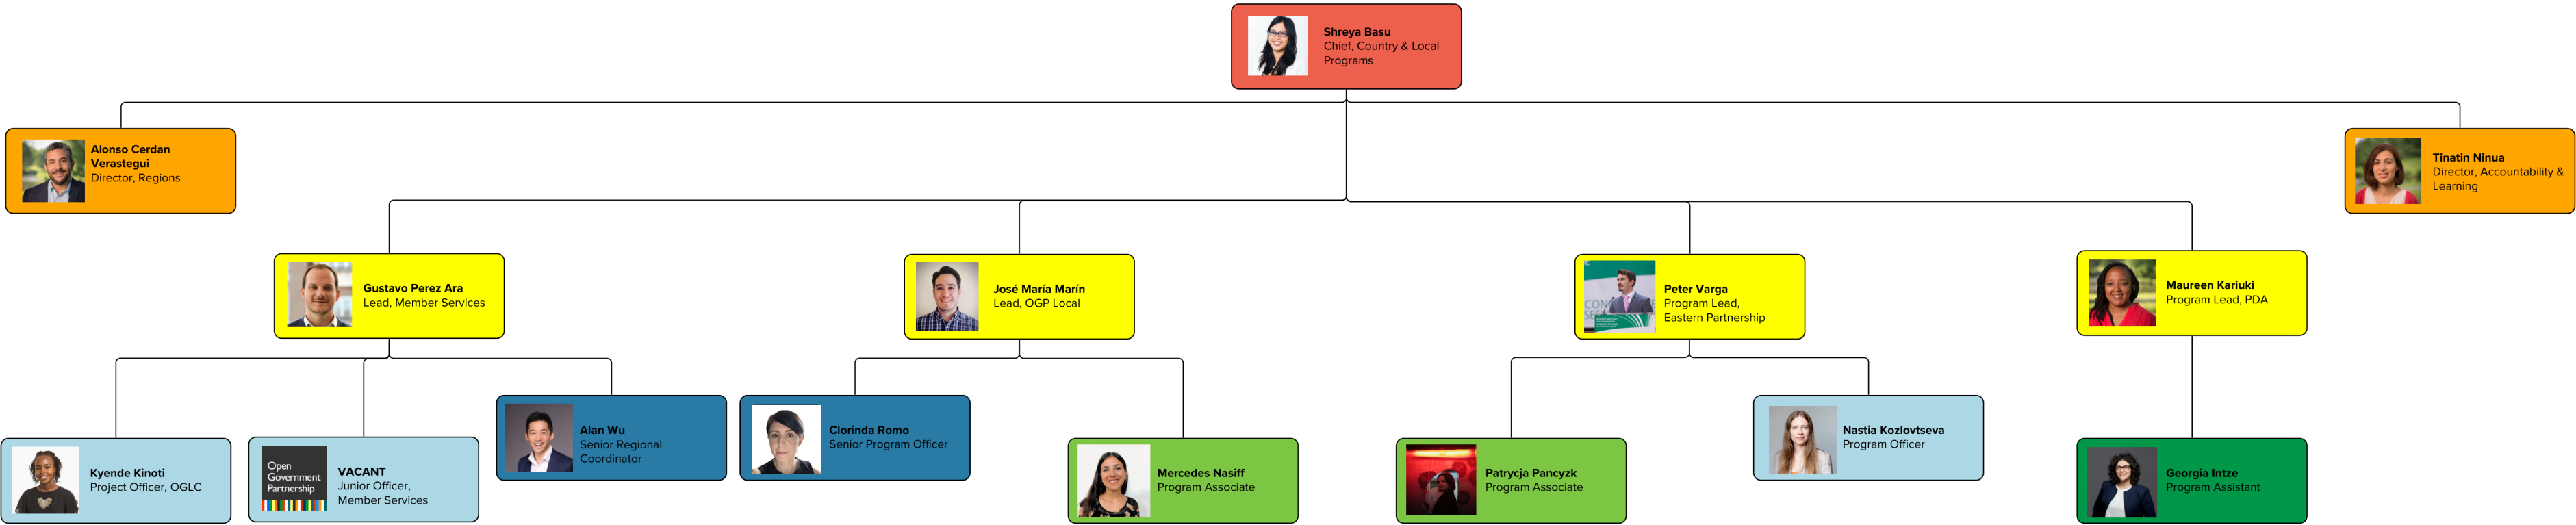 Shreya Basu
Chief, Country & Local
Programs
Alonso Cerdan
Verastegui
Director, Regions
Tinatin Ninua
Director, Accountability &
Learning
Gustavo Perez Ara
Lead, Member Services
José María Marín
Lead, OGP Local
Peter Varga
Program Lead,
Eastern Partnership
Maureen Kariuki
Program Lead, PDA
Kyende Kinoti
Project Officer, OGLC
Open
Government
Partnership
VACANT
Junior Officer,
Member Services
Alan Wu
Senior Regional
Coordinator
Clorinda Romo
Senior Program Officer
Mercedes Nasiff
Program Associate
Patrycja Pancyzk
Program Associate
Nastia Kozlovtseva
Program Officer
Georgia Intze
Program Assistant